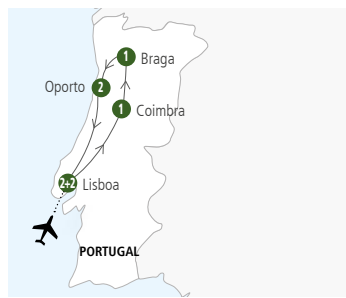 1 Braga
Oporto 2
1 Coimbra
2+2 Lisboa
PORTUGAL